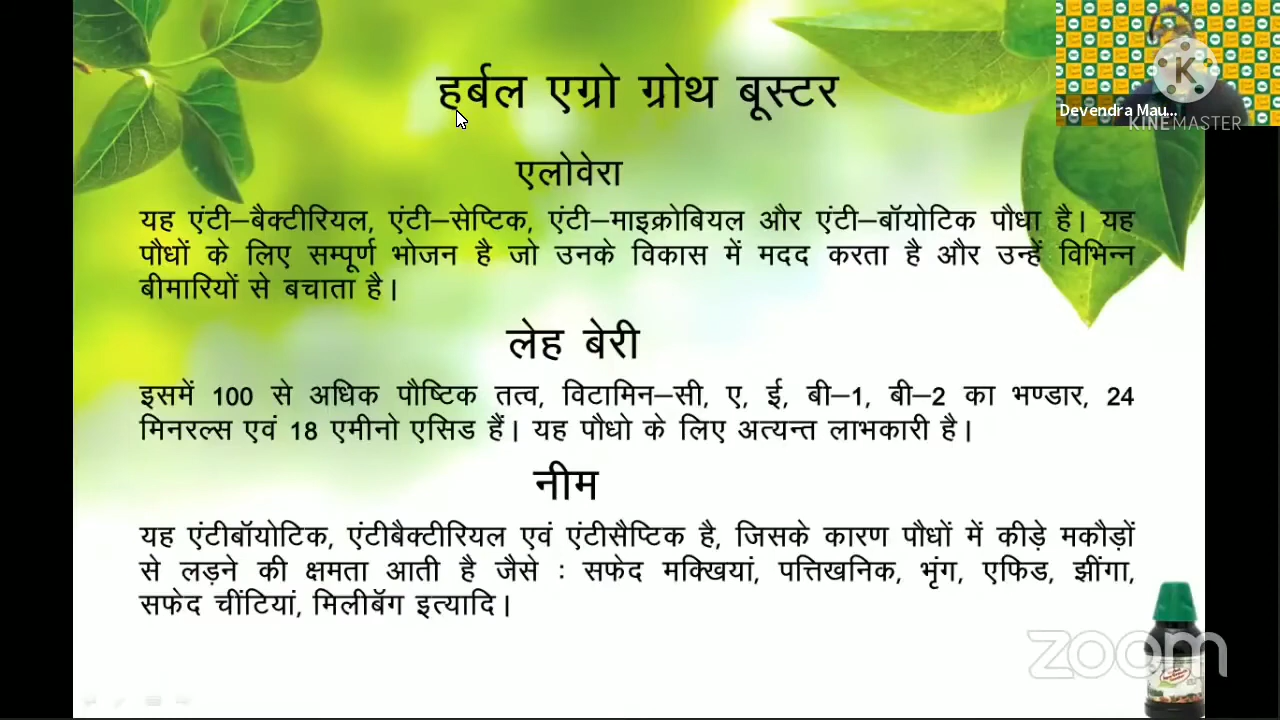 हर्बल एग्रो ग्रोथ बूस्टर
Devendra Mau...
K
KINEMASTER
एलोवेरा
यह एंटी–बैक्टीरियल, एंटी–सेप्टिक, एंटी–माइक्रोबियल और एंटी–बॉयोटिक पौधा है। यह
पौधों के लिए सम्पूर्ण भोजन है जो उनके विकास में मदद करता है और उन्हें विभिन्न
बीमारियों से बचाता है।
लेह बेरी
इसमें 100 से अधिक पौष्टिक तत्व, विटामिन–सी, ए, ई, बी–1, बी–2 का भण्डार, 24
मिनरल्स एवं 18 एमीनो एसिड हैं। यह पौधो के लिए अत्यन्त लाभकारी है।
नीम
यह एंटीबॉयोटिक, एंटीबैक्टीरियल एवं एंटीसैप्टिक है, जिसके कारण पौधों में कीड़े मकौड़ों
से लड़ने की क्षमता आती है जैसे : सफेद मक्खियां, पत्तिखनिक, भृंग, एफिड, झींगा,
सफेद चींटियां, मिलीबॅग इत्यादि।
zoom